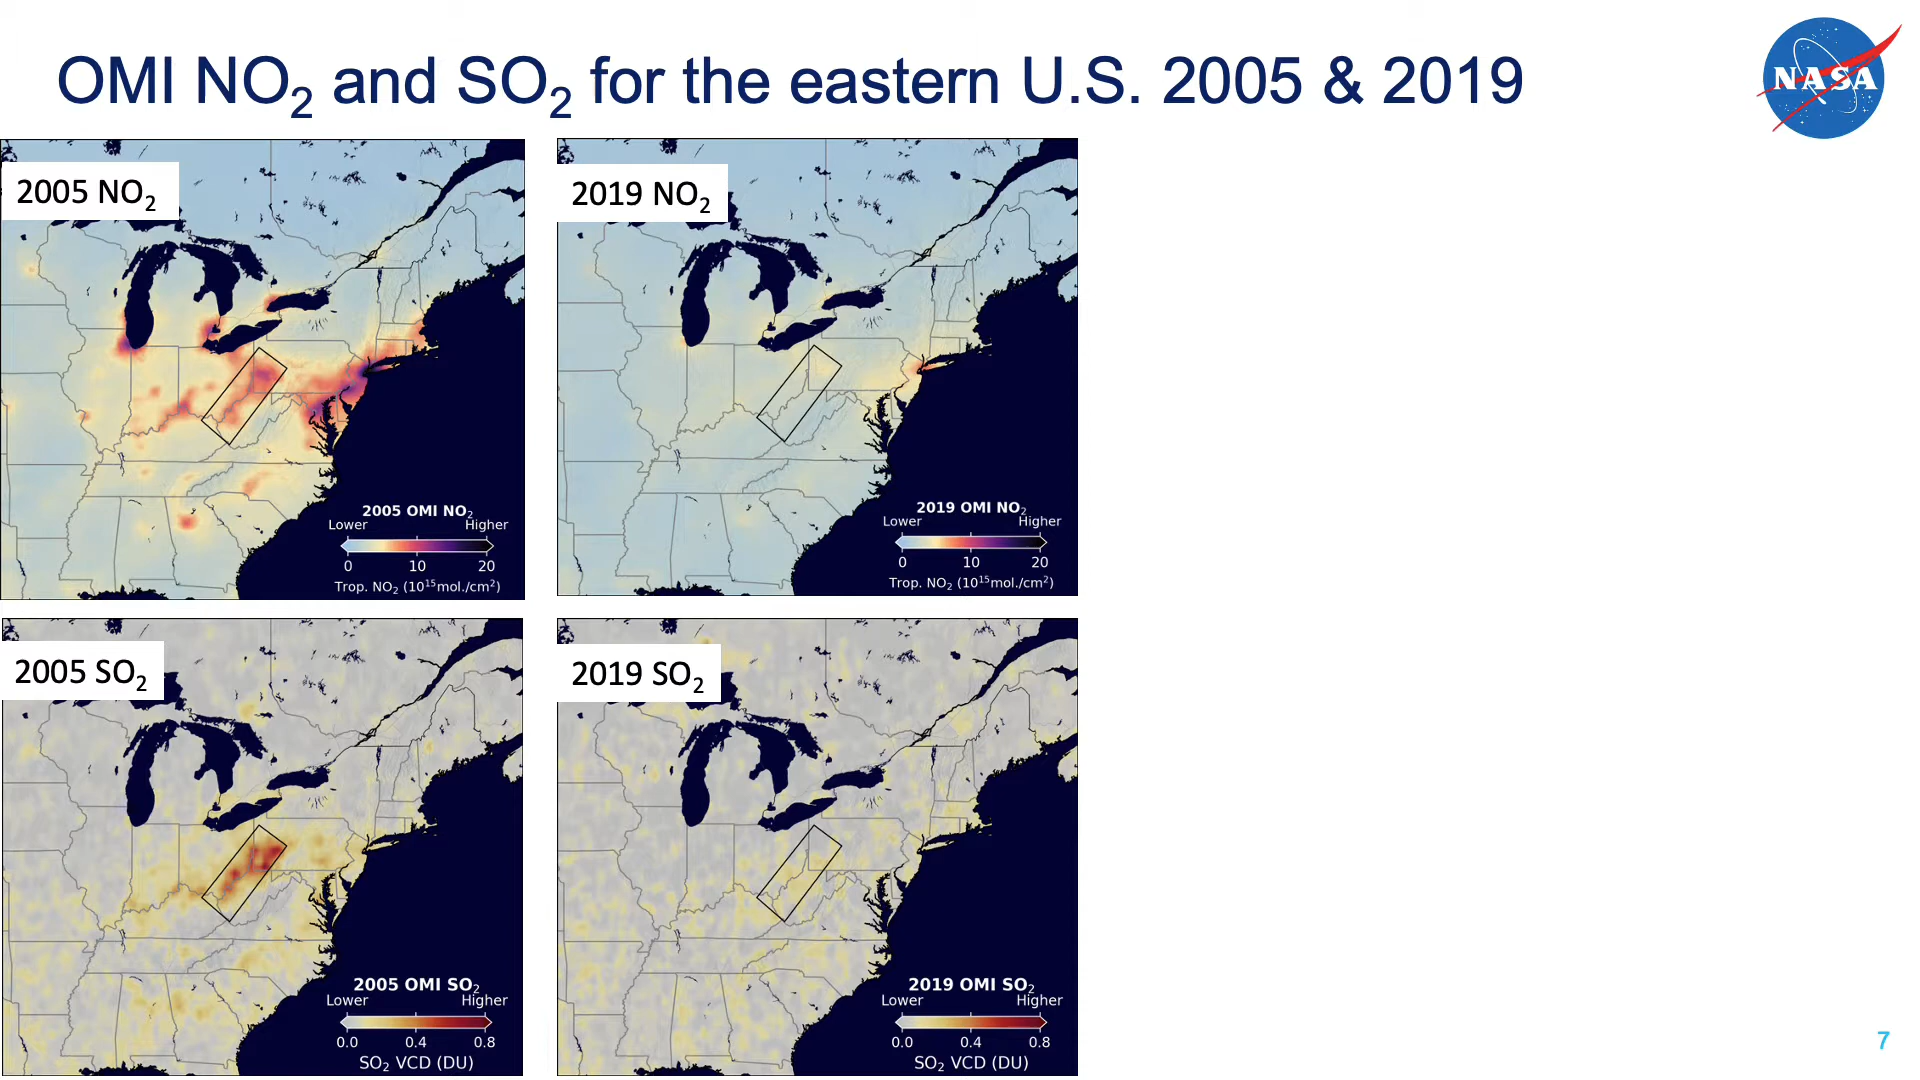 OMI NO₂ and SO₂ for the eastern U.S. 2005 & 2019
NASA
2005 NO₂
2005 OMI NO₂
Lower Higher
0 10 20
Trop. NO₂ (10¹⁵mol./cm²)
2019 NO₂
2019 OMI NO₂
Lower Higher
0 10 20
Trop. NO₂ (10¹⁵mol./cm²)
2005 SO₂
2005 OMI SO₂
Lower Higher
0.0 0.4 0.8
SO₂ VCD (DU)
2019 SO₂
2019 OMI SO₂
Lower Higher
0.0 0.4 0.8
SO₂ VCD (DU)
7